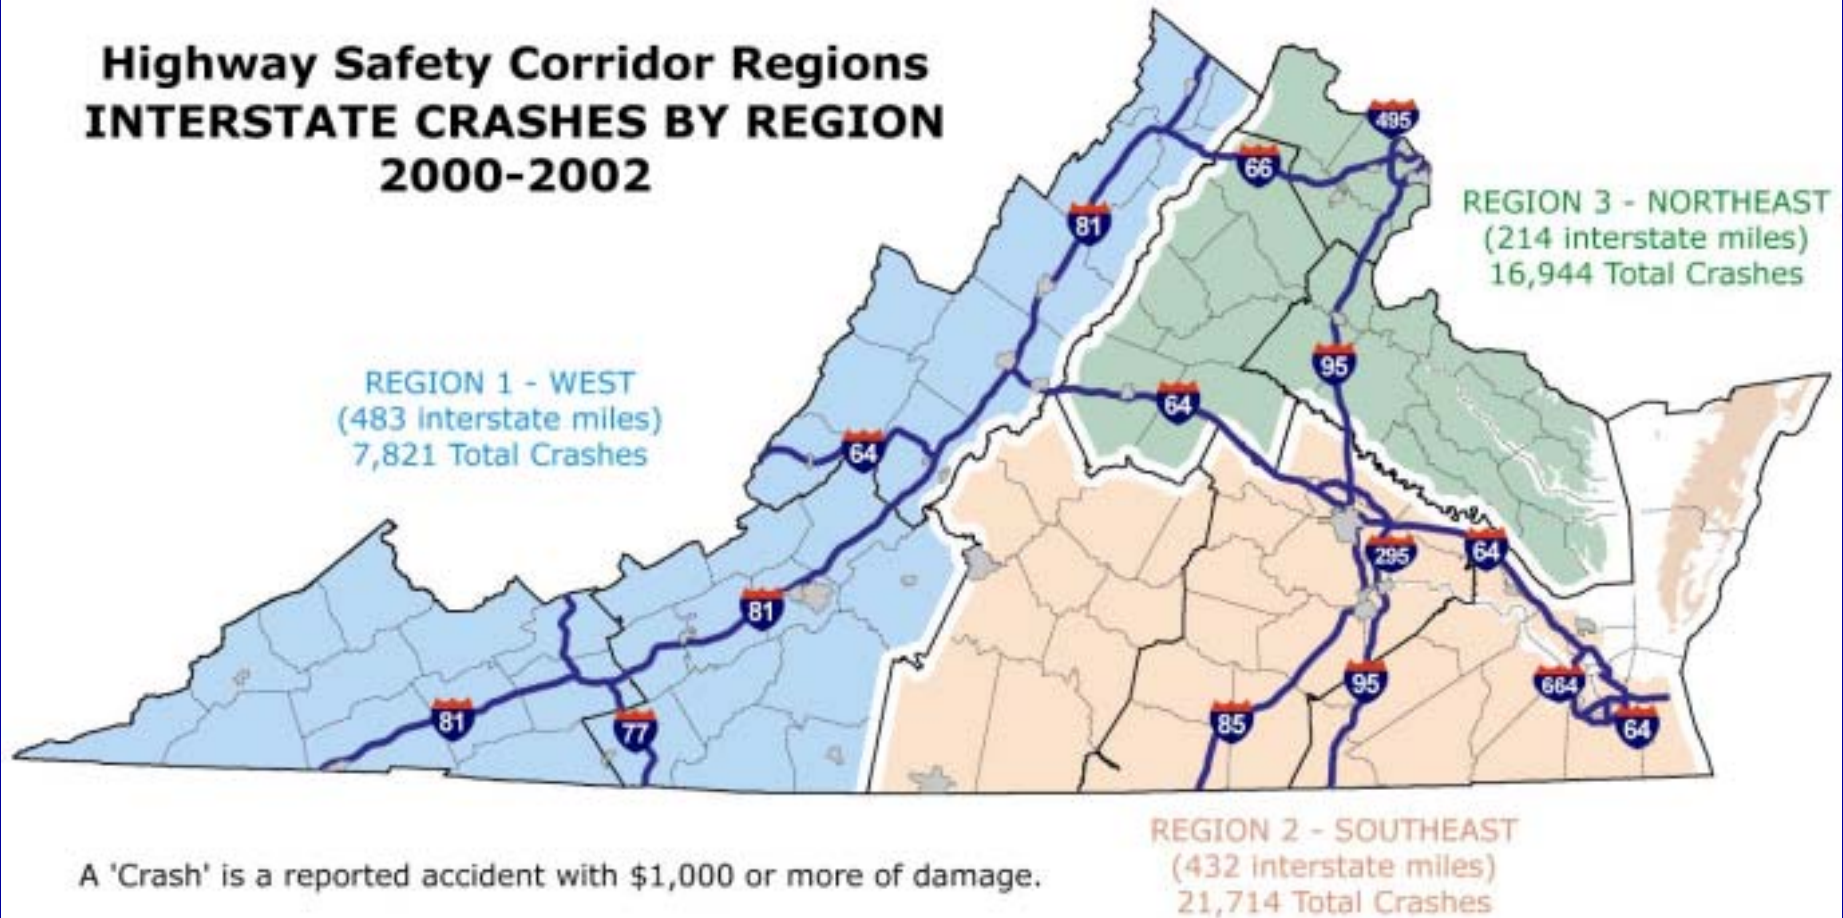 Highway Safety Corridor Regions
INTERSTATE CRASHES BY REGION
2000-2002
495
66
81
REGION 3 - NORTHEAST
(214 interstate miles)
16,944 Total Crashes
95
REGION 1 - WEST
(483 interstate miles)
7,821 Total Crashes
64
64
295
64
81
95
664
81
77
85
64
REGION 2 - SOUTHEAST
(432 interstate miles)
21,714 Total Crashes
A 'Crash' is a reported accident with $1,000 or more of damage.